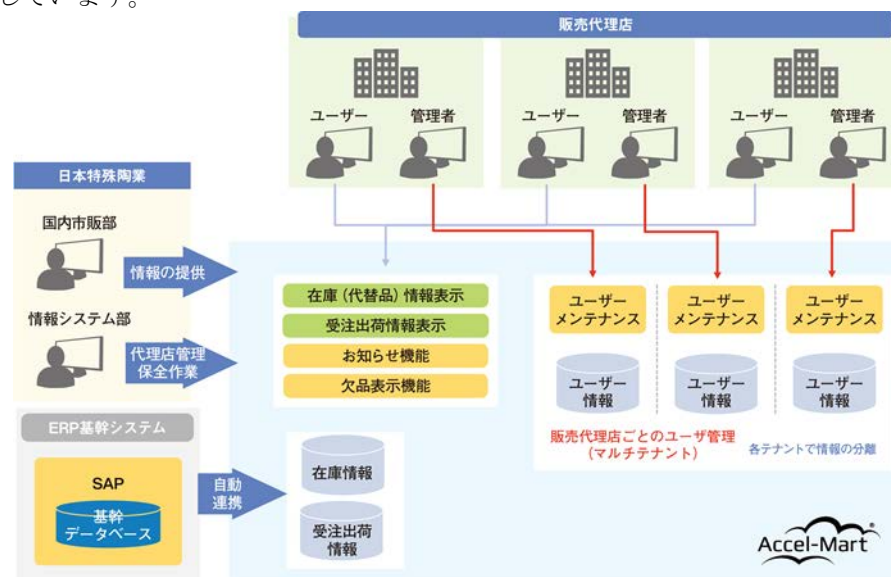 しています。
販売代理店
ユーザー
管理者
ユーザー
管理者
ユーザー
管理者
日本特殊陶業
国内市販部
情報の提供
情報システム部
代理店管理
保全作業
在庫(代替品)情報表示
受注出荷情報表示
お知らせ機能
欠品表示機能
ユーザー
メンテナンス
ユーザー
メンテナンス
ユーザー
メンテナンス
ユーザー
情報
ユーザー
情報
ユーザー
情報
販売代理店ごとのユーザ管理
(マルチテナント)
各テナントで情報の分離
ERP基幹システム
SAP
基幹
データベース
自動
連携
在庫情報
受注出荷
情報
Accel-Mart®